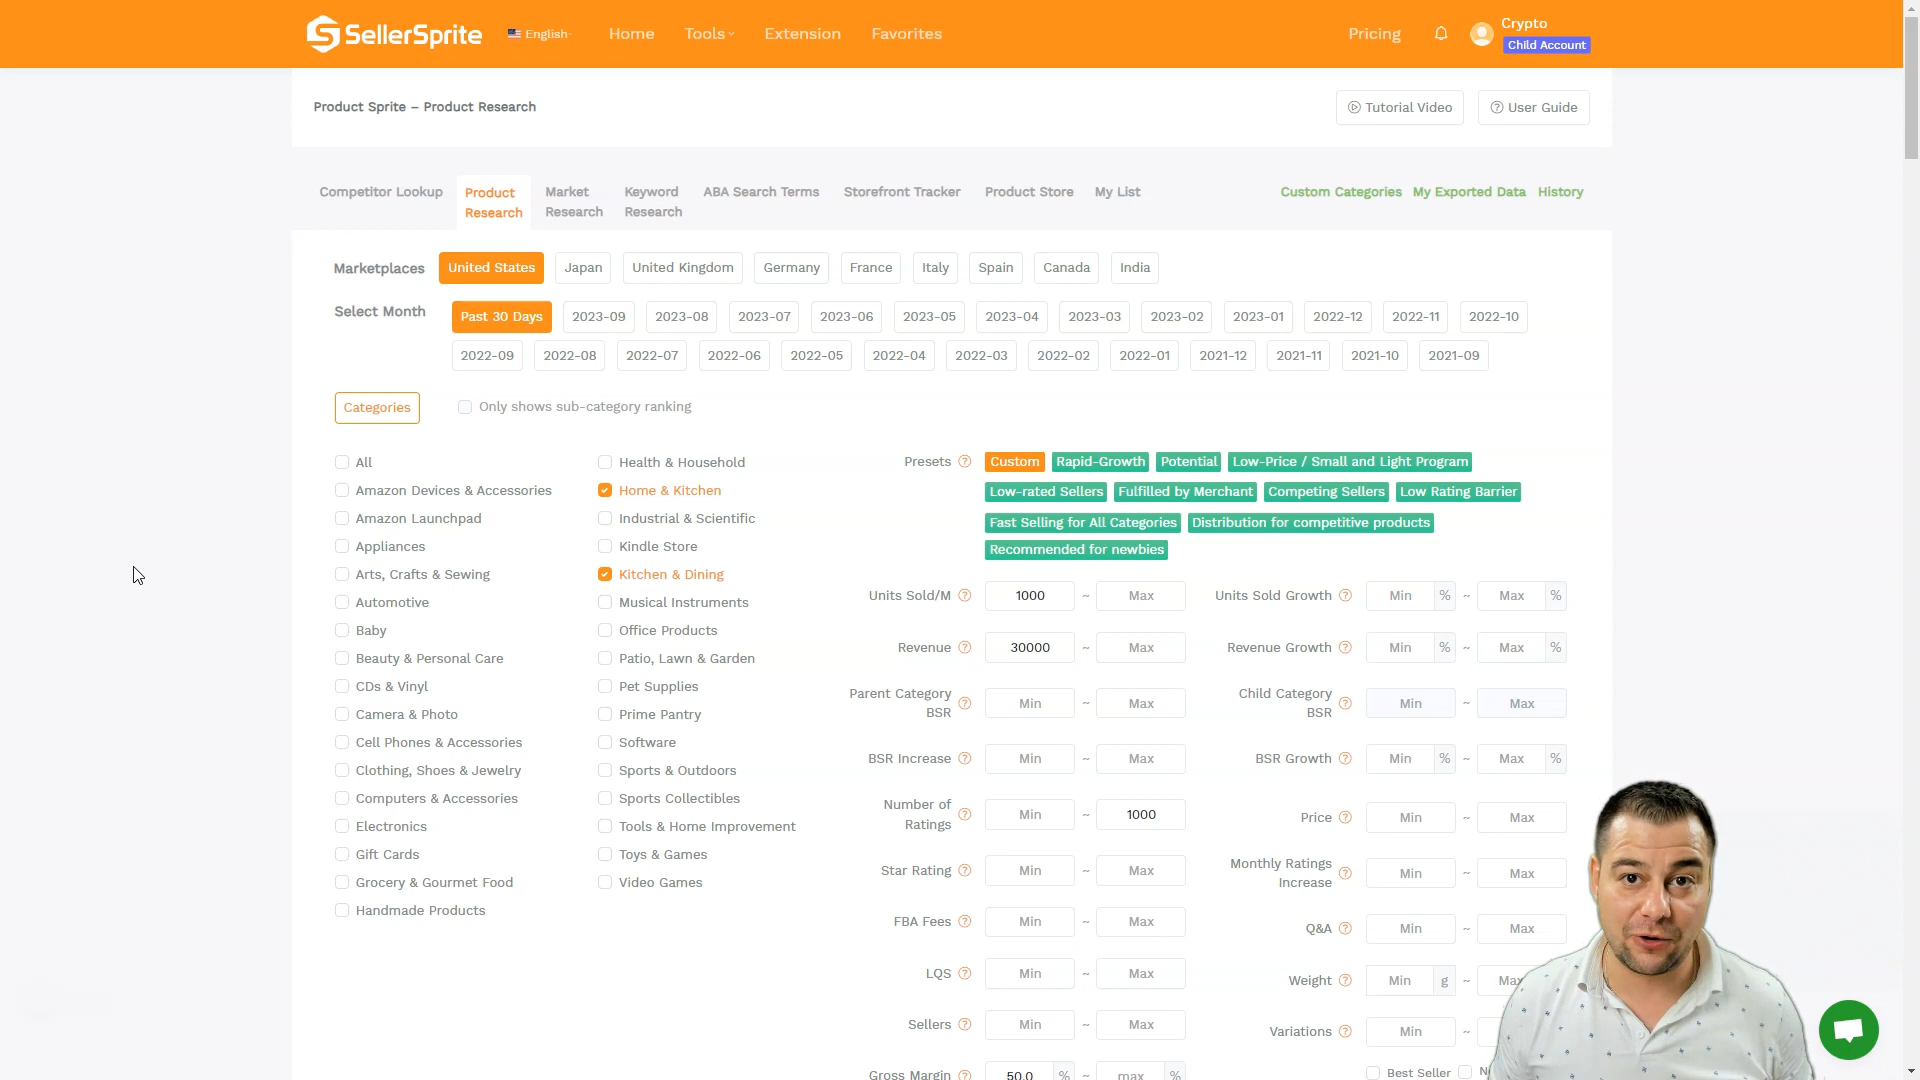 SellerSprite English Home Tools Extension Favorites Pricing Crypto
Child Account
Product Sprite – Product Research Tutorial Video User Guide
Competitor Lookup Product Research Market Research Keyword Research ABA Search Terms Storefront Tracker Product Store My List Custom Categories My Exported Data History
Marketplaces United States Japan United Kingdom Germany France Italy Spain Canada India
Select Month Past 30 Days 2023-09 2023-08 2023-07 2023-06 2023-05 2023-04 2023-03 2023-02 2023-01 2022-12 2022-11 2022-10
2022-09 2022-08 2022-07 2022-06 2022-05 2022-04 2022-03 2022-02 2022-01 2021-12 2021-11 2021-10 2021-09
Categories Only shows sub-category ranking
All
Amazon Devices & Accessories
Amazon Launchpad
Appliances
Arts, Crafts & Sewing
Automotive
Baby
Beauty & Personal Care
CDs & Vinyl
Camera & Photo
Cell Phones & Accessories
Clothing, Shoes & Jewelry
Computers & Accessories
Electronics
Gift Cards
Grocery & Gourmet Food
Handmade Products
Health & Household
Home & Kitchen
Industrial & Scientific
Kindle Store
Kitchen & Dining
Musical Instruments
Office Products
Patio, Lawn & Garden
Pet Supplies
Prime Pantry
Software
Sports & Outdoors
Sports Collectibles
Tools & Home Improvement
Toys & Games
Video Games
Presets ? Custom Rapid-Growth Potential Low-Price / Small and Light Program
Low-rated Sellers Fulfilled by Merchant Competing Sellers Low Rating Barrier
Fast Selling for All Categories Distribution for competitive products
Recommended for newbies
Units Sold/M ? 1000 ~ Max Units Sold Growth ? Min % ~ Max %
Revenue ? 30000 ~ Max Revenue Growth ? Min % ~ Max %
Parent Category BSR ? Min ~ Max Child Category BSR ? Min ~ Max
BSR Increase ? Min ~ Max BSR Growth ? Min % ~ Max %
Number of Ratings ? Min ~ 1000 Price ? Min ~ Max
Star Rating ? Min ~ Max Monthly Ratings Increase ? Min ~ Max
FBA Fees ? Min ~ Max Q&A ? Min ~ Max
LQS ? Min ~ Max Weight ? Min g ~ Max
Sellers ? Min ~ Max Variations ? Min ~
Gross Margin ? 50.0 % ~ max % Best Seller